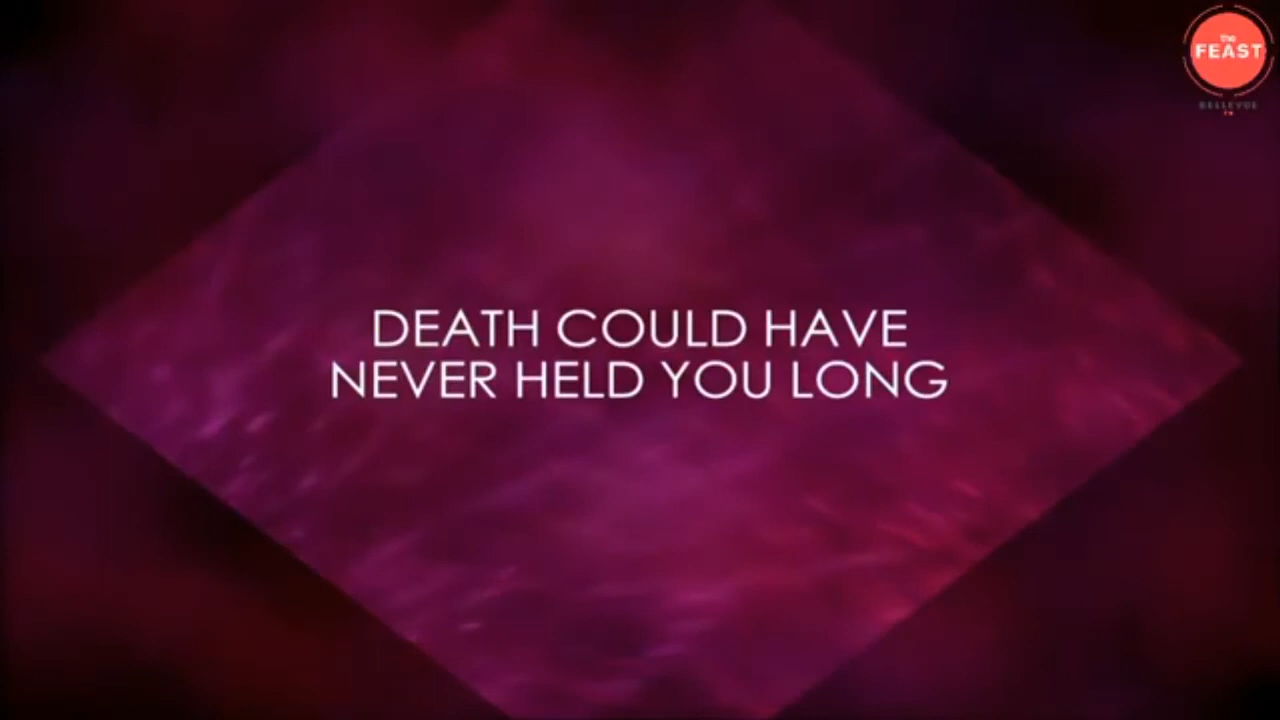 the
FEAST
BELLEVUE
DEATH COULD HAVE
NEVER HELD YOU LONG